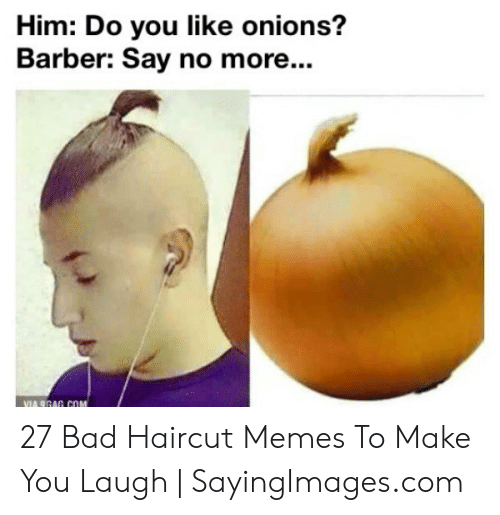 Him: Do you like onions?
Barber: Say no more...
VIA 9GAG.COM
27 Bad Haircut Memes To Make
You Laugh | SayingImages.com